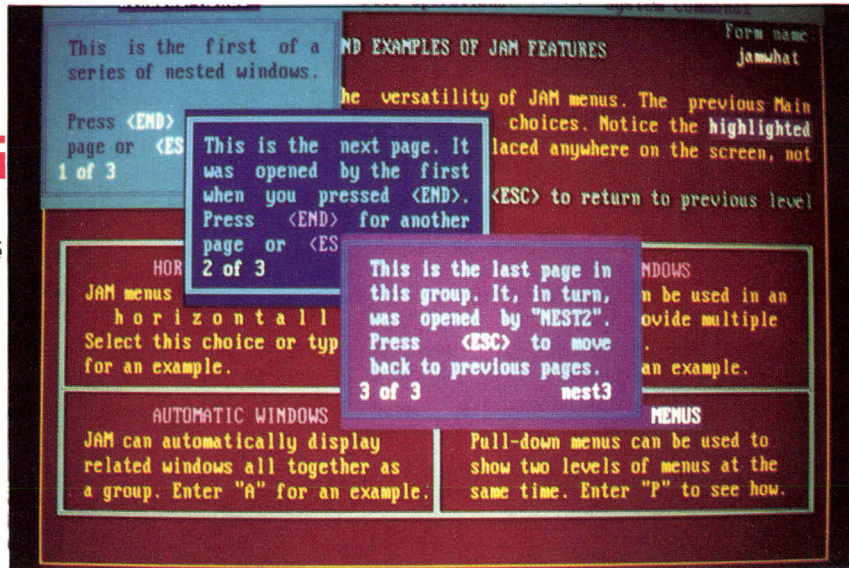 System Commands
Form name
jamwhat
ND EXAMPLES OF JAM FEATURES
This is the first of a
series of nested windows.
Press <END>
page or <ES
1 of 3
he versatility of JAM menus. The previous Main
choices. Notice the highlighted
laced anywhere on the screen, not
<ESC> to return to previous level
This is the next page. It
was opened by the first
when you pressed <END>.
Press <END> for another
page or <ES
2 of 3
This is the last page in
this group. It, in turn,
was opened by "NEST2".
Press <ESC> to move
back to previous pages.
3 of 3 nest3
HOR
JAM menus
horizontall
Select this choice or typ
for an example.
NDOWS
n be used in an
ovide multiple
.
an example.
AUTOMATIC WINDOWS
JAM can automatically display
related windows all together as
a group. Enter "A" for an example.
MENUS
Pull-down menus can be used to
show two levels of menus at the
same time. Enter "P" to see how.